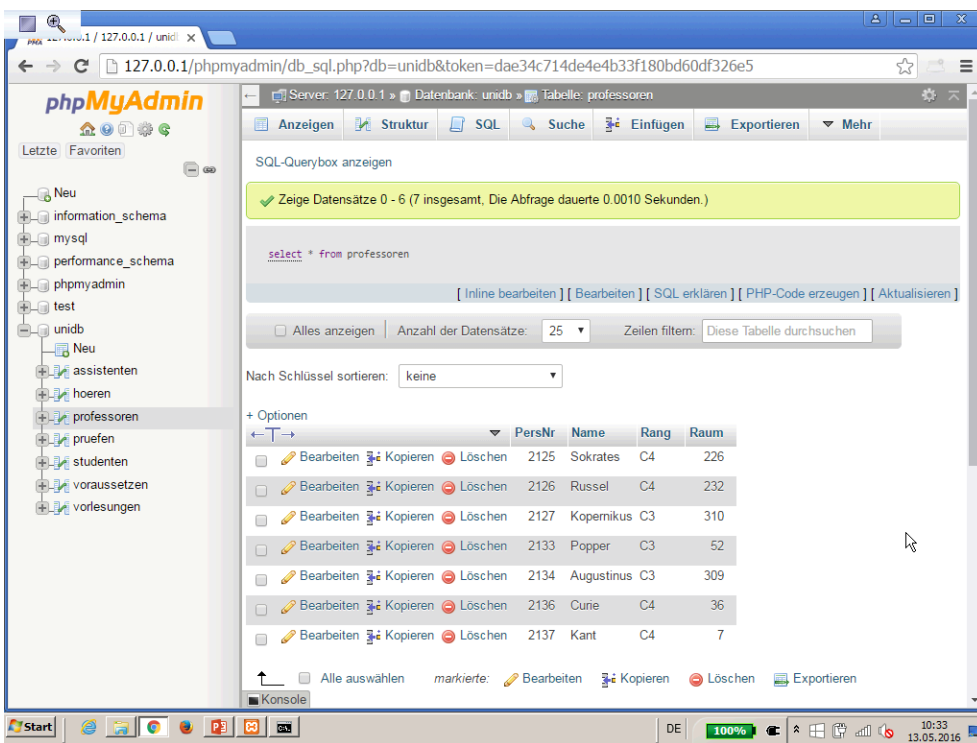 127.0.0.1 / 127.0.0.1 / unid
127.0.0.1/phpmyadmin/db_sql.php?db=unidb&token=dae34c714de4e4b33f180bd60df326e5
phpMyAdmin
Letzte Favoriten
Neu
information_schema
mysql
performance_schema
phpmyadmin
test
unidb
Neu
assistenten
hoeren
professoren
pruefen
studenten
voraussetzen
vorlesungen
Server: 127.0.0.1 » Datenbank: unidb » Tabelle: professoren
Anzeigen Struktur SQL Suche Einfügen Exportieren Mehr
SQL-Querybox anzeigen
Zeige Datensätze 0 - 6 (7 insgesamt, Die Abfrage dauerte 0.0010 Sekunden.)
select * from professoren
[ Inline bearbeiten ] [ Bearbeiten ] [ SQL erklären ] [ PHP-Code erzeugen ] [ Aktualisieren ]
Alles anzeigen Anzahl der Datensätze: 25 Zeilen filtern: Diese Tabelle durchsuchen
Nach Schlüssel sortieren: keine
+ Optionen
PersNr Name Rang Raum
Bearbeiten Kopieren Löschen 2125 Sokrates C4 226
Bearbeiten Kopieren Löschen 2126 Russel C4 232
Bearbeiten Kopieren Löschen 2127 Kopernikus C3 310
Bearbeiten Kopieren Löschen 2133 Popper C3 52
Bearbeiten Kopieren Löschen 2134 Augustinus C3 309
Bearbeiten Kopieren Löschen 2136 Curie C4 36
Bearbeiten Kopieren Löschen 2137 Kant C4 7
Alle auswählen markierte: Bearbeiten Kopieren Löschen Exportieren
Konsole
Start DE 100% 10:33
13.05.2016